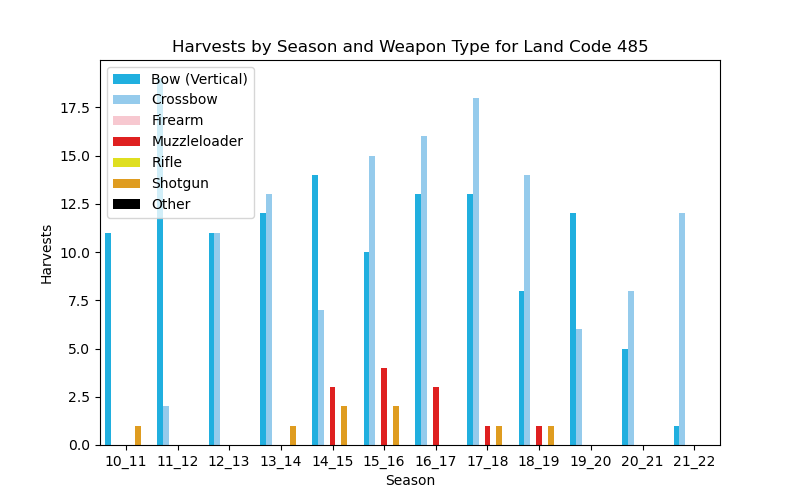 Harvests by Season and Weapon Type for Land Code 485
Bow (Vertical)
Crossbow
Firearm
Muzzleloader
Rifle
Shotgun
Other
17.5
15.0
12.5
10.0
7.5
5.0
2.5
0.0
Harvests
10_11 11_12 12_13 13_14 14_15 15_16 16_17 17_18 18_19 19_20 20_21 21_22
Season